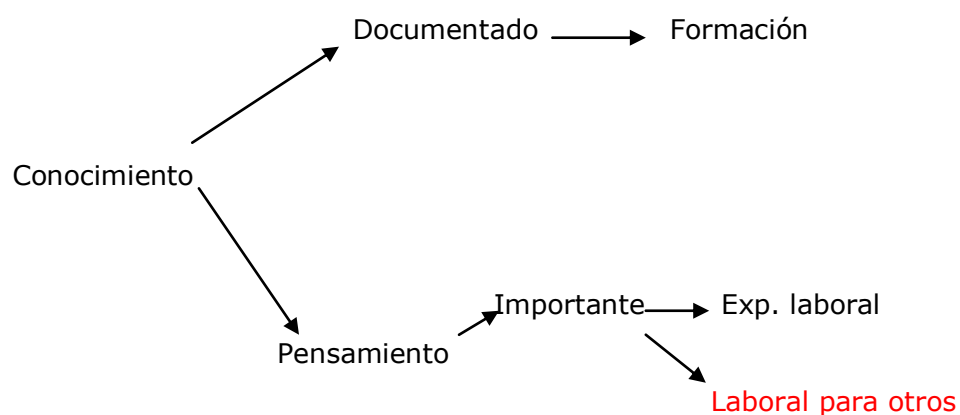 Documentado Formación
Conocimiento
Importante Exp. laboral
Pensamiento
Laboral para otros